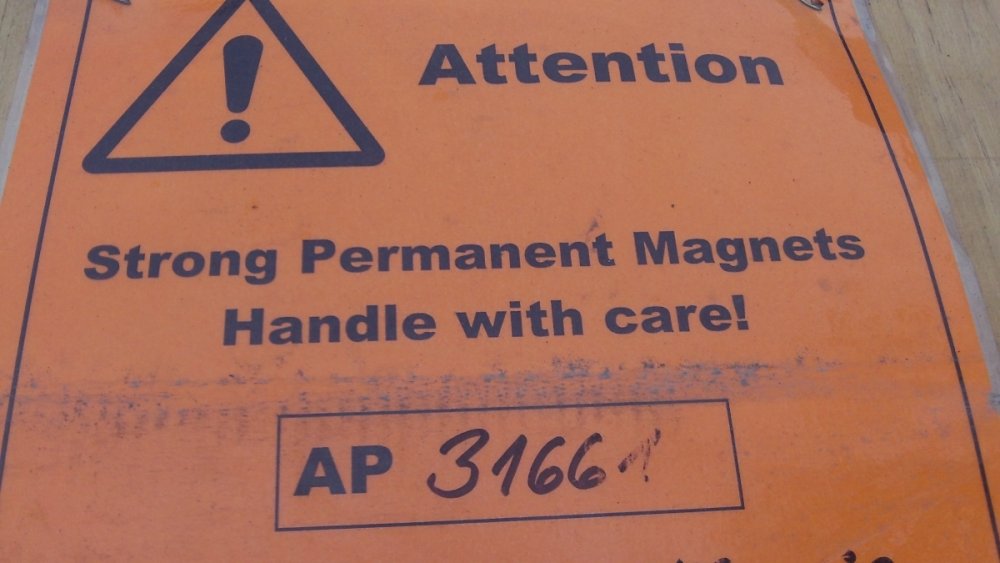 Attention
Strong Permanent Magnets
Handle with care!
AP 3166